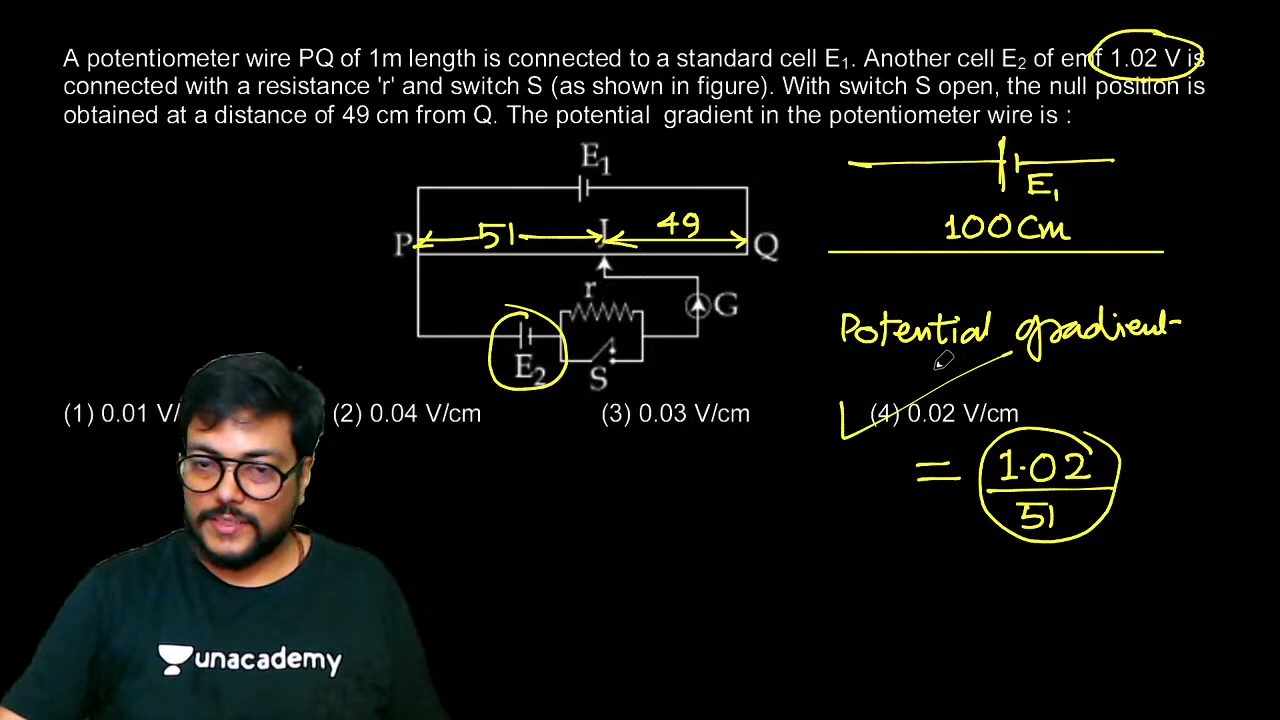 A potentiometer wire PQ of 1m length is connected to a standard cell E₁. Another cell E₂ of emf 1.02 V is
connected with a resistance 'r' and switch S (as shown in figure). With switch S open, the null position is
obtained at a distance of 49 cm from Q. The potential gradient in the potentiometer wire is :
E₁
E₁
P 51 J 49 Q
100 Cm
r
G
Potential gradient
E₂
S
(1) 0.01 V/ (2) 0.04 V/cm (3) 0.03 V/cm (4) 0.02 V/cm
= 1.02
51
unacademy